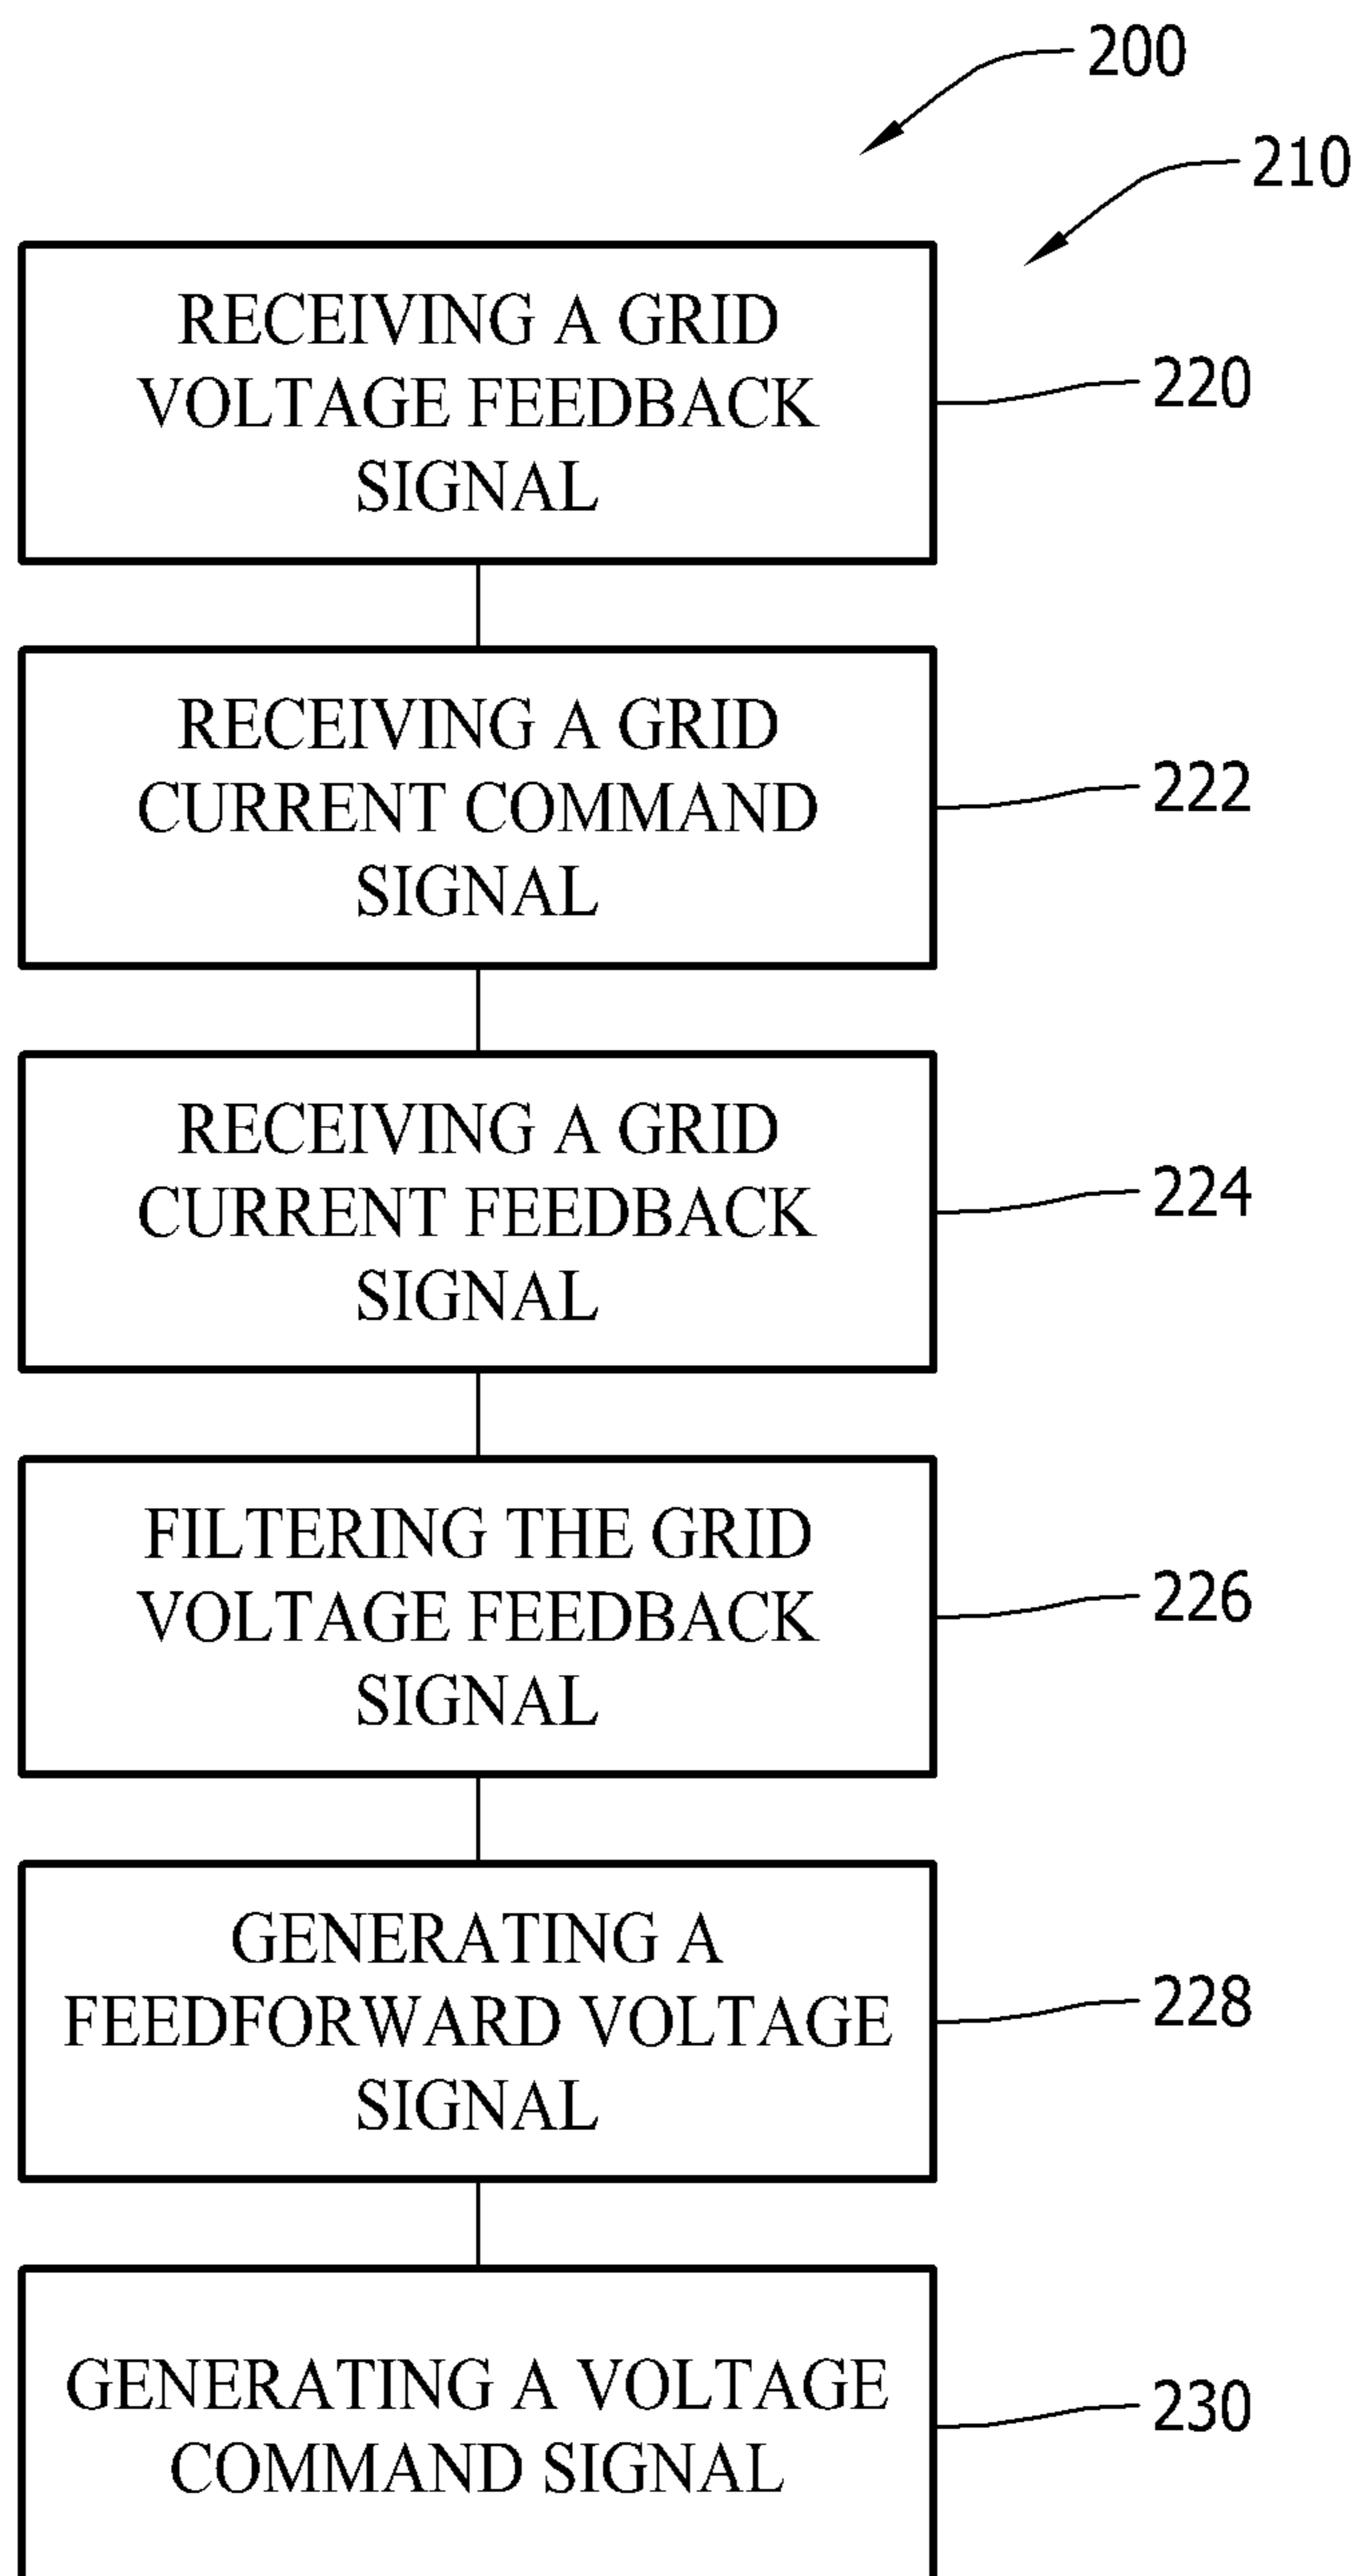 200
210
RECEIVING A GRID
VOLTAGE FEEDBACK
SIGNAL
220
RECEIVING A GRID
CURRENT COMMAND
SIGNAL
222
RECEIVING A GRID
CURRENT FEEDBACK
SIGNAL
224
FILTERING THE GRID
VOLTAGE FEEDBACK
SIGNAL
226
GENERATING A
FEEDFORWARD VOLTAGE
SIGNAL
228
GENERATING A VOLTAGE
COMMAND SIGNAL
230